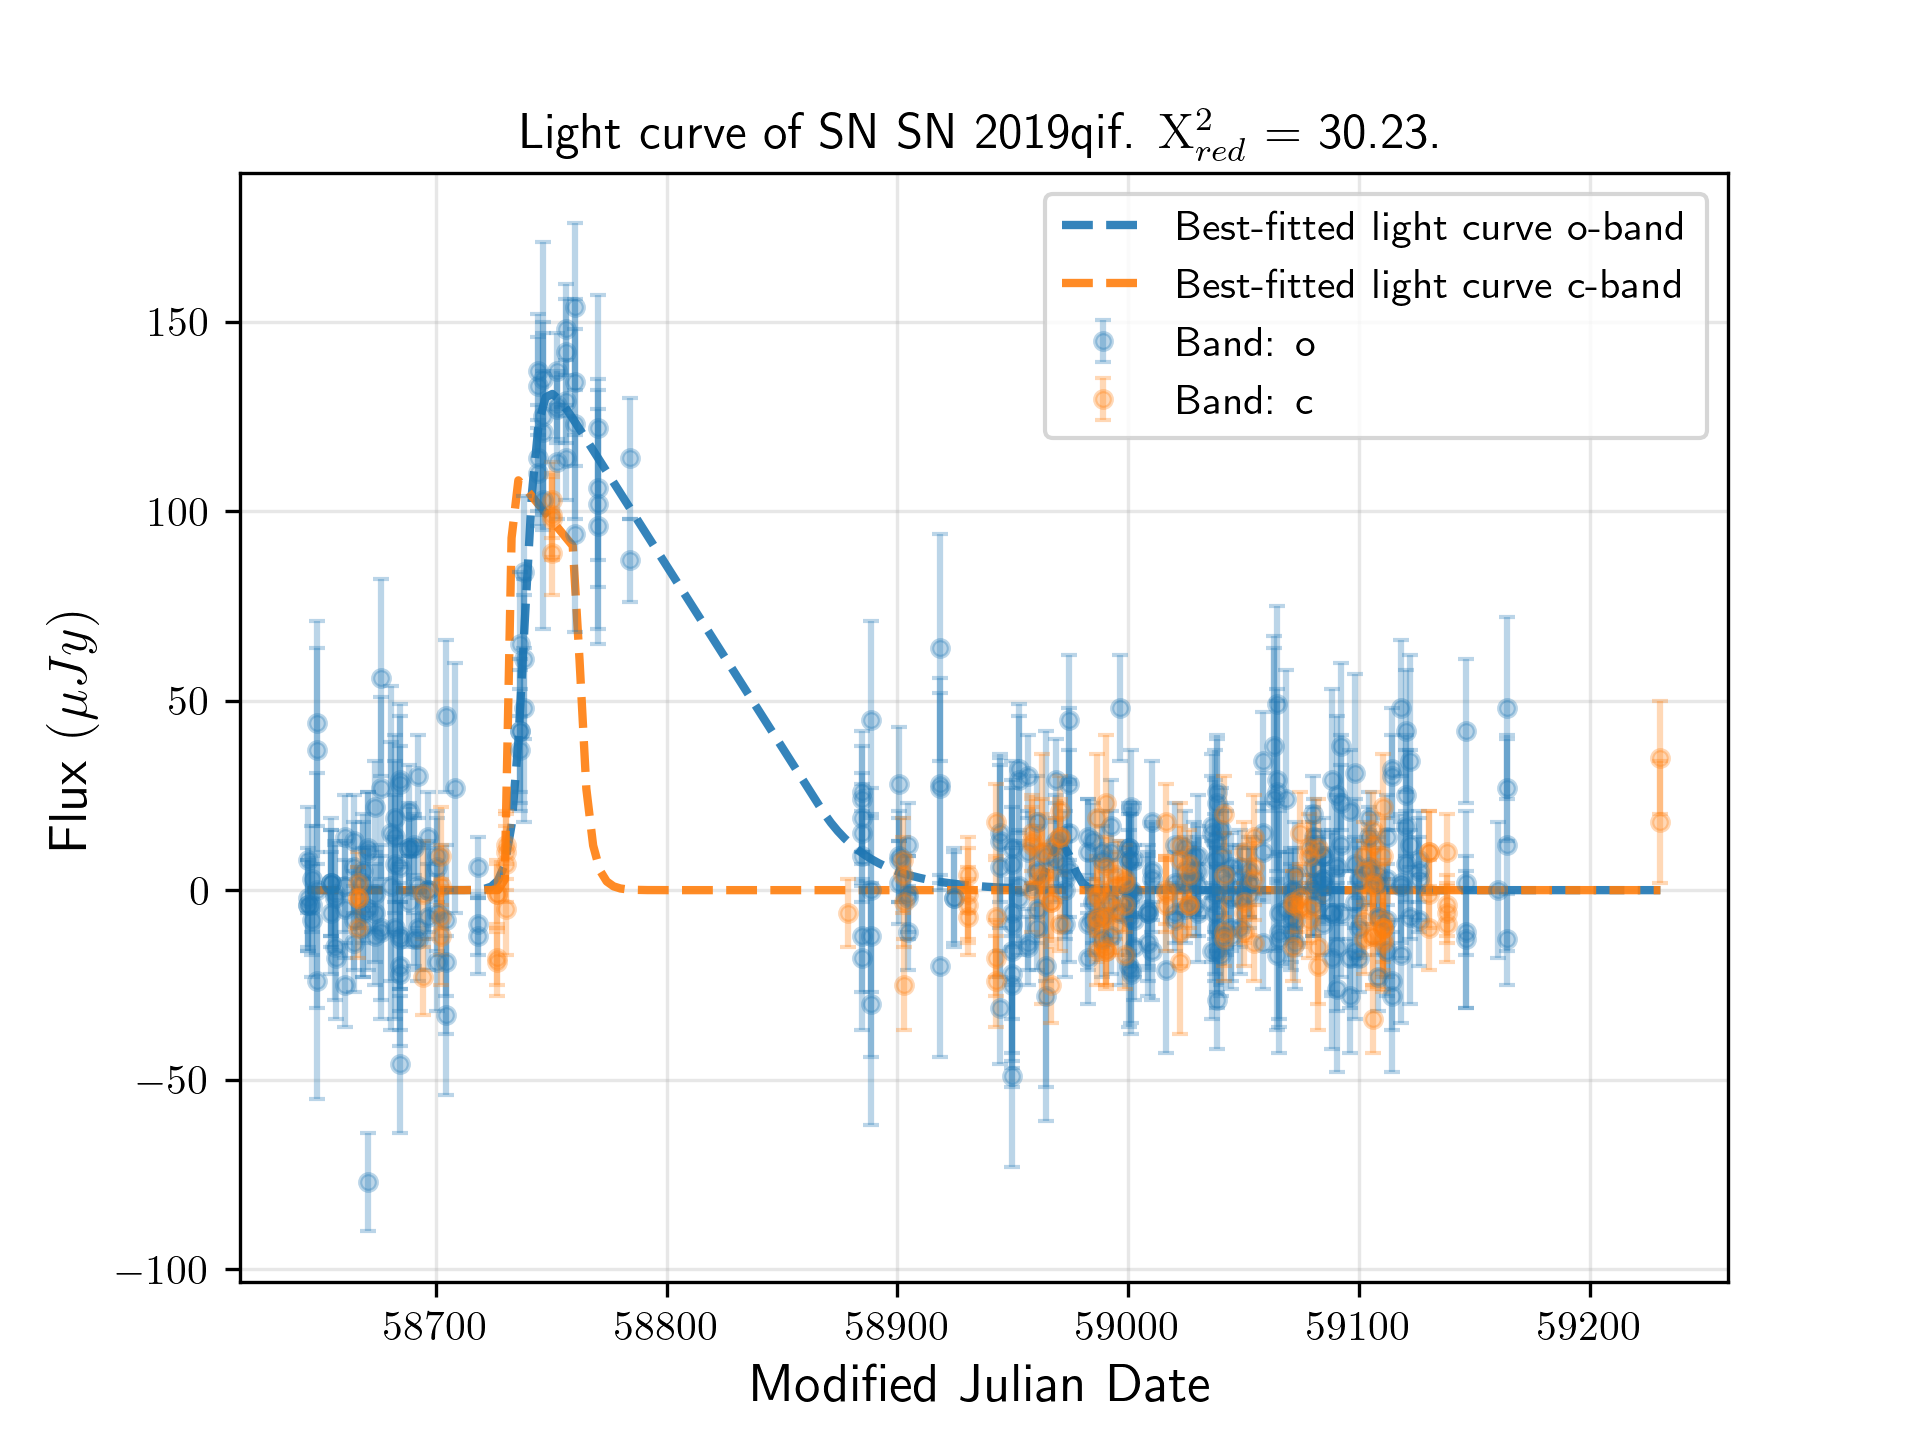 Light curve of SN SN 2019qif. X²_red = 30.23.
Best-fitted light curve o-band
Best-fitted light curve c-band
Band: o
Band: c
Flux (μJy)
150
100
50
0
−50
−100
58700 58800 58900 59000 59100 59200
Modified Julian Date